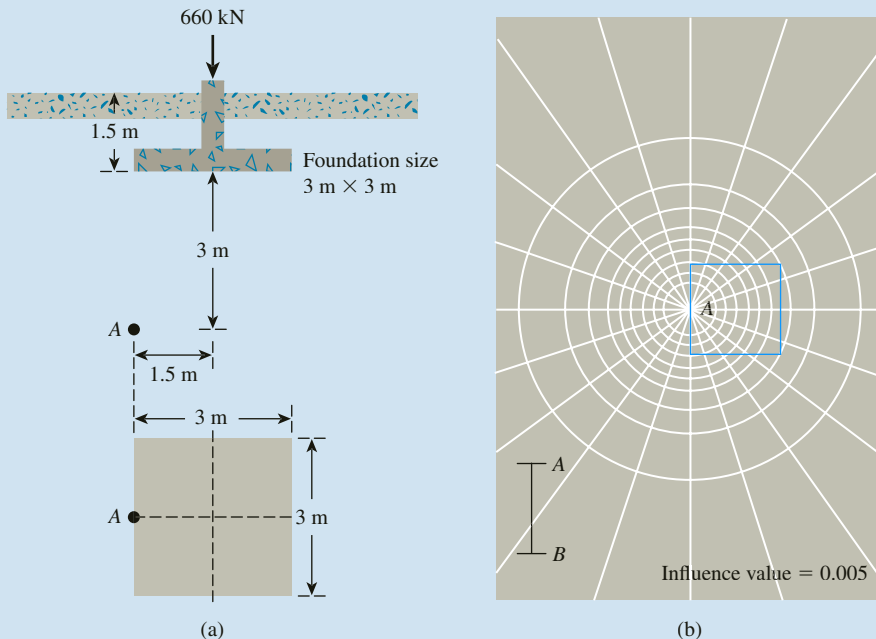 660 kN
1.5 m
Foundation size
3 m × 3 m
3 m
A
1.5 m
3 m
A
3 m
(a)
A
A
B
Influence value = 0.005
(b)